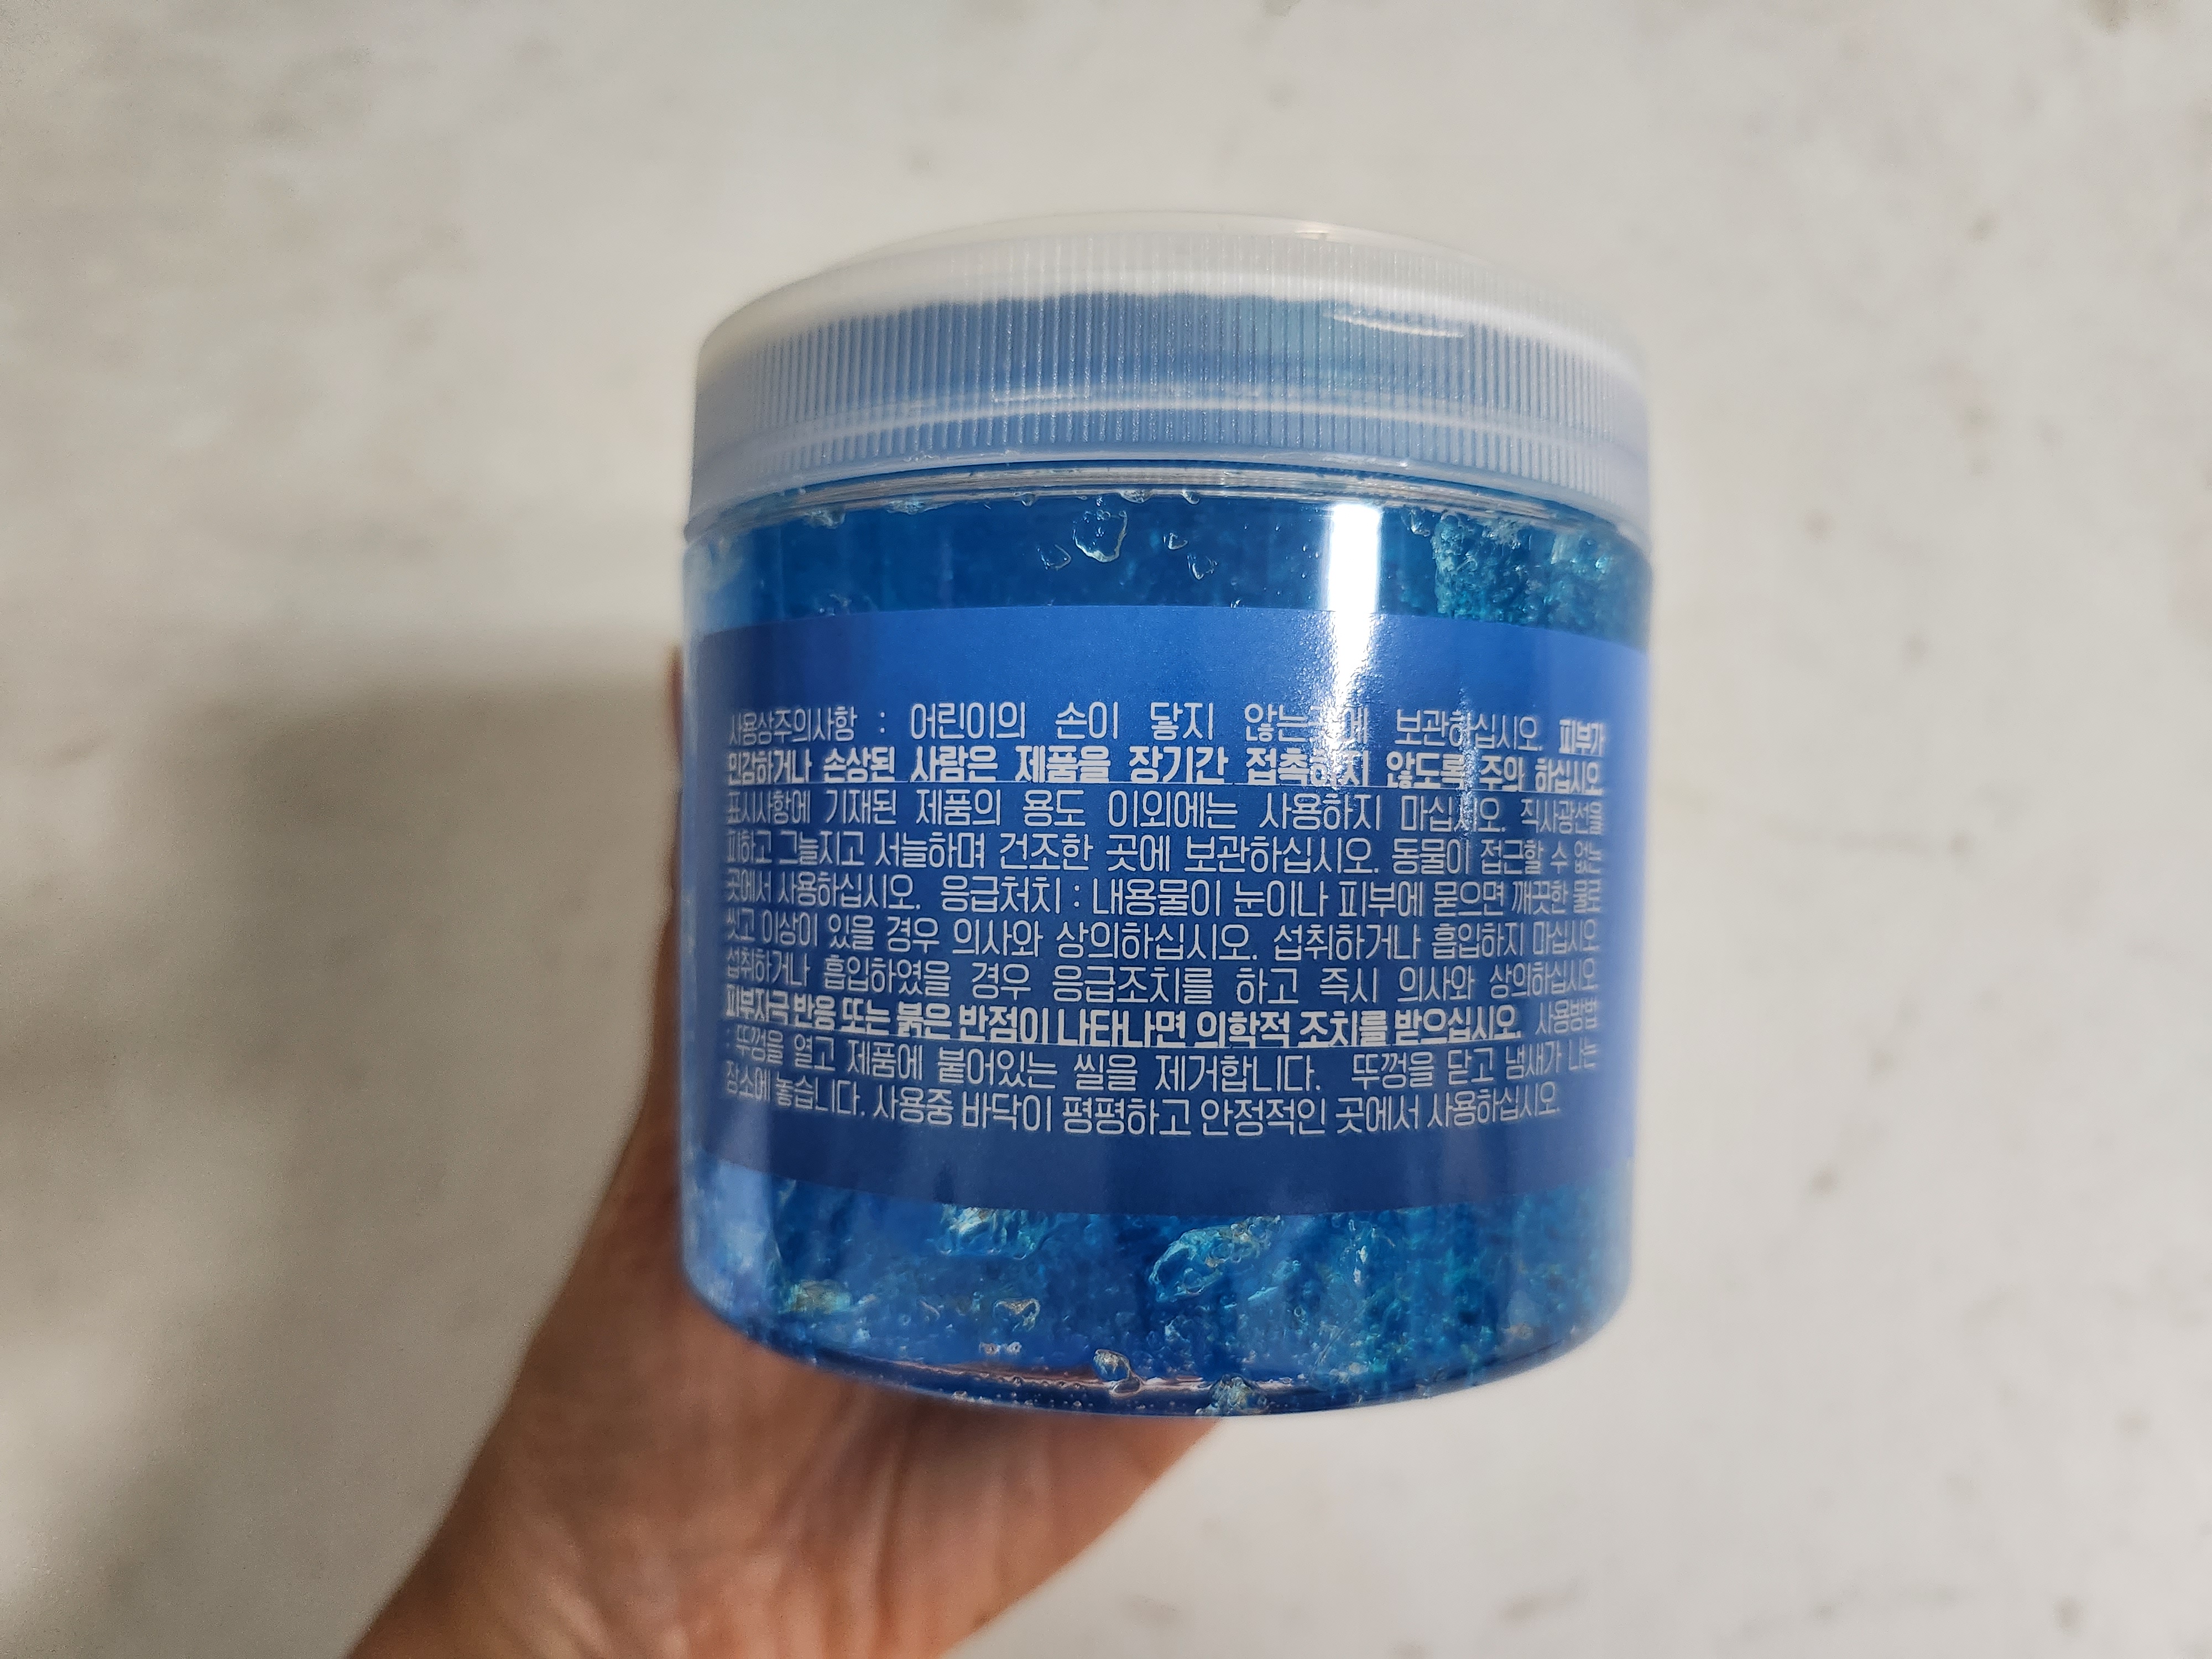 사용상주의사항 : 어린이의 손이 닿지 않는곳에 보관하십시오. 피부가
민감하거나 손상된 사람은 제품을 장기간 접촉하지 않도록 주의 하십시오.
표시사항에 기재된 제품의 용도 이외에는 사용하지 마십시오. 직사광선을
피하고 그늘지고 서늘하며 건조한 곳에 보관하십시오. 동물이 접근할 수 없는
곳에서 사용하십시오. 응급처치 : 내용물이 눈이나 피부에 묻으면 깨끗한 물로
씻고 이상이 있을 경우 의사와 상의하십시오. 섭취하거나 흡입하지 마십시오.
섭취하거나 흡입하였을 경우 응급조치를 하고 즉시 의사와 상의하십시오.
피부자극 반응 또는 붉은 반점이 나타나면 의학적 조치를 받으십시오. 사용방법
: 뚜껑을 열고 제품에 붙어있는 씰을 제거합니다. 뚜껑을 닫고 냄새가 나는
장소에 놓습니다. 사용중 바닥이 평평하고 안정적인 곳에서 사용하십시오.